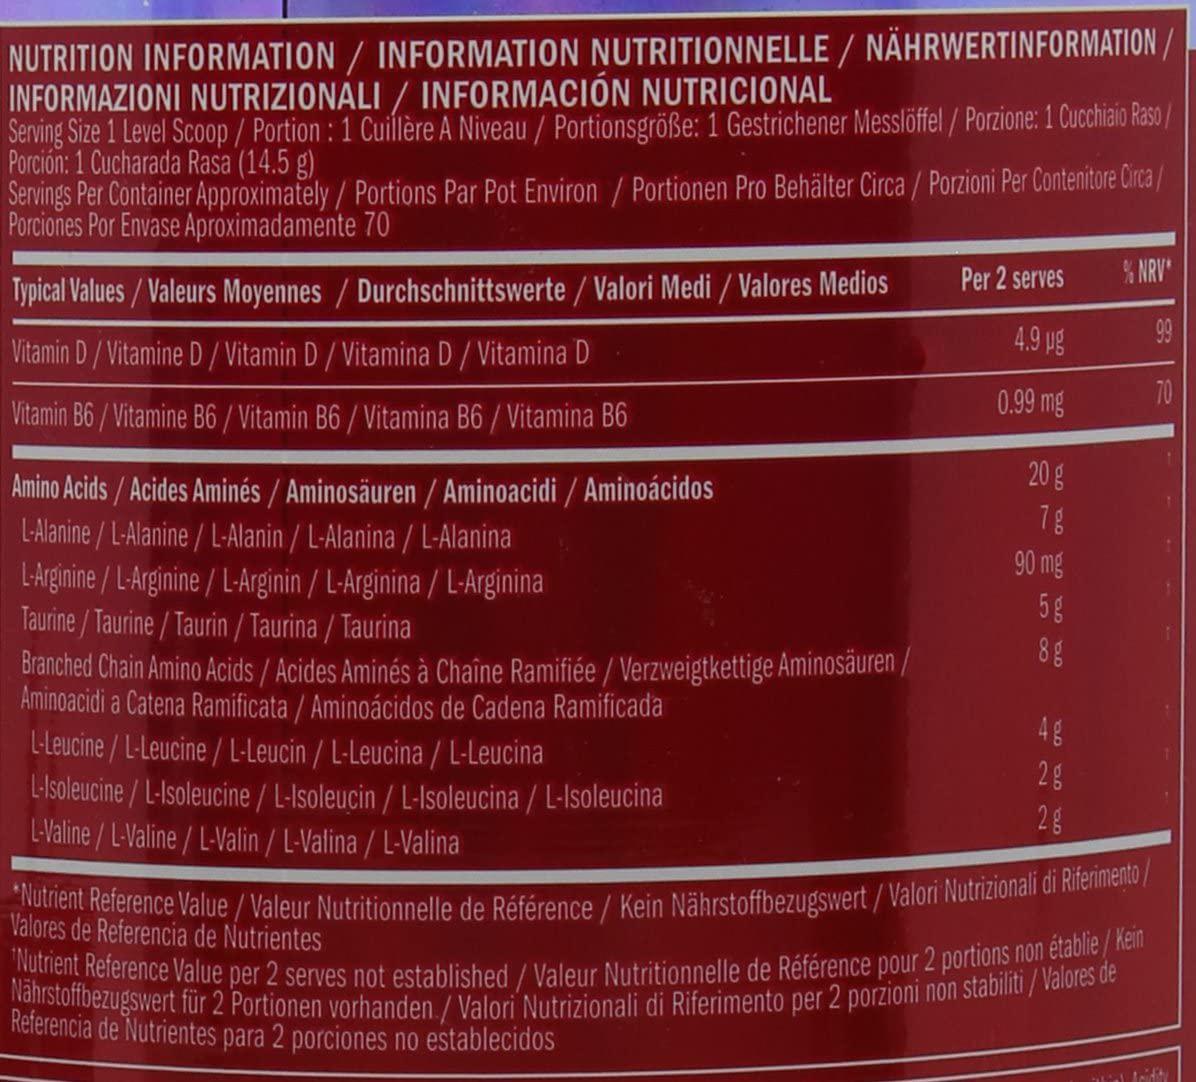 NUTRITION INFORMATION / INFORMATION NUTRITIONNELLE / NÄHRWERTINFORMATION /
INFORMAZIONI NUTRIZIONALI / INFORMACIÓN NUTRICIONAL
Serving Size 1 Level Scoop / Portion : 1 Cuillère A Niveau / Portionsgröße: 1 Gestrichener Messlöffel / Porzione: 1 Cucchiaio Raso /
Porción: 1 Cucharada Rasa (14.5 g)
Servings Per Container Approximately / Portions Par Pot Environ / Portionen Pro Behälter Circa / Porzioni Per Contenitore Circa /
Porciones Por Envase Aproximadamente 70
Typical Values / Valeurs Moyennes / Durchschnittswerte / Valori Medi / Valores Medios Per 2 serves % NRV*
Vitamin D / Vitamine D / Vitamin D / Vitamina D / Vitamina D 4.9 µg 99
Vitamin B6 / Vitamine B6 / Vitamin B6 / Vitamina B6 / Vitamina B6 0.99 mg 70
Amino Acids / Acides Aminés / Aminosäuren / Aminoacidi / Aminoácidos 20 g †
L-Alanine / L-Alanine / L-Alanin / L-Alanina / L-Alanina 7 g †
L-Arginine / L-Arginine / L-Arginin / L-Arginina / L-Arginina 90 mg †
Taurine / Taurine / Taurin / Taurina / Taurina 5 g †
Branched Chain Amino Acids / Acides Aminés à Chaîne Ramifiée / Verzweigtkettige Aminosäuren / 8 g †
Aminoacidi a Catena Ramificata / Aminoácidos de Cadena Ramificada
L-Leucine / L-Leucine / L-Leucin / L-Leucina / L-Leucina 4 g †
L-Isoleucine / L-Isoleucine / L-Isoleucin / L-Isoleucina / L-Isoleucina 2 g †
L-Valine / L-Valine / L-Valin / L-Valina / L-Valina 2 g †
*Nutrient Reference Value / Valeur Nutritionnelle de Référence / Kein Nährstoffbezugswert / Valori Nutrizionali di Riferimento /
Valores de Referencia de Nutrientes
†Nutrient Reference Value per 2 serves not established / Valeur Nutritionnelle de Référence pour 2 portions non établie / Kein
Nährstoffbezugswert für 2 Portionen vorhanden / Valori Nutrizionali di Riferimento per 2 porzioni non stabiliti / Valores de
Referencia de Nutrientes para 2 porciones no establecidos